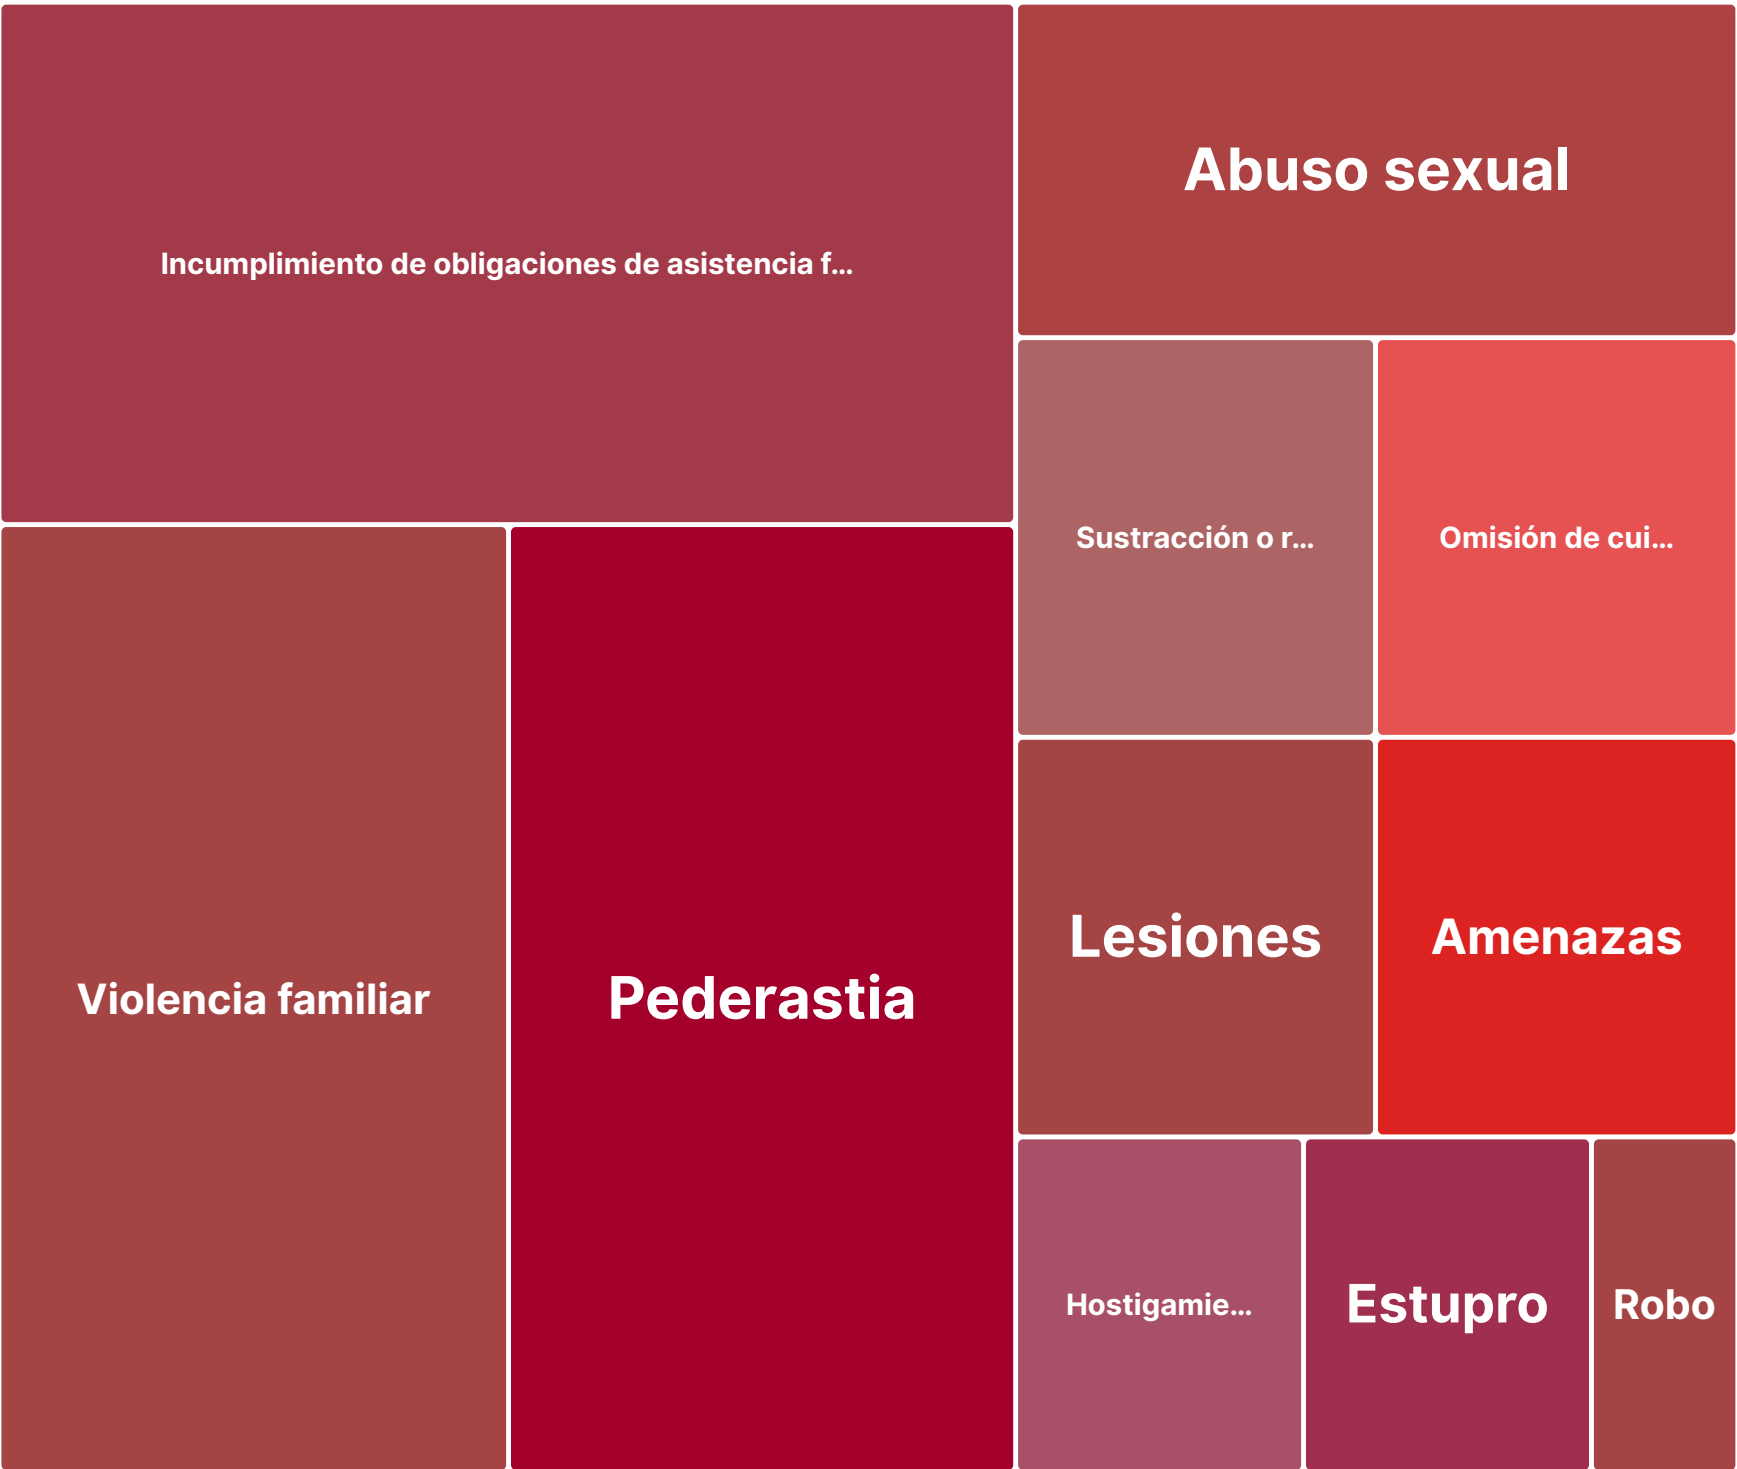 Incumplimiento de obligaciones de asistencia f...
Abuso sexual
Sustracción o r...
Omisión de cui...
Violencia familiar
Pederastia
Lesiones
Amenazas
Hostigamie...
Estupro
Robo